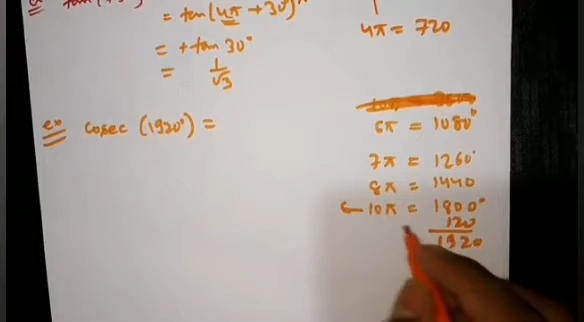 = tan(4π + 30°)
= + tan 30°
= 1/√3
4π = 720
ex cosec (1920°) =
6π = 1080°
7π = 1260°
8π = 1440
10π = 1800°
120
1920